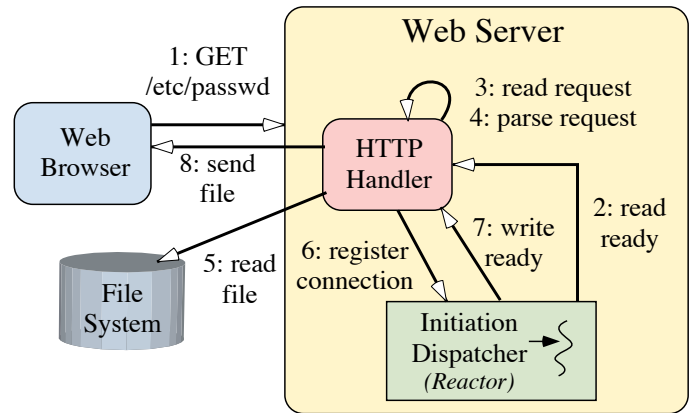 Web Server
1: GET
/etc/passwd
3: read request
4: parse request
Web
Browser
HTTP
Handler
8: send
file
2: read
ready
7: write
ready
6: register
connection
5: read
file
File
System
Initiation
Dispatcher
(Reactor)